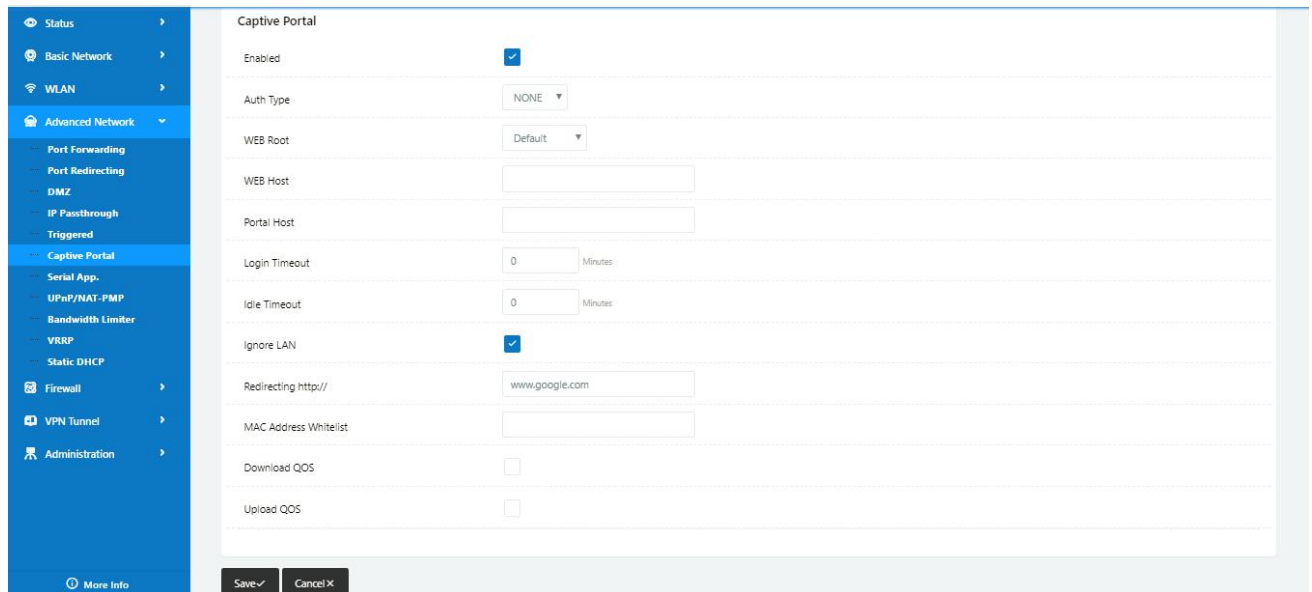 Status
Basic Network
WLAN
Advanced Network
Port Forwarding
Port Redirecting
DMZ
IP Passthrough
Triggered
Captive Portal
Serial App.
UPnP/NAT-PMP
Bandwidth Limiter
VRRP
Static DHCP
Firewall
VPN Tunnel
Administration
More Info
Captive Portal
Enabled
Auth Type NONE
WEB Root Default
WEB Host
Portal Host
Login Timeout 0 Minutes
Idle Timeout 0 Minutes
Ignore LAN
Redirecting http:// www.google.com
MAC Address Whitelist
Download QOS
Upload QOS
Save Cancel